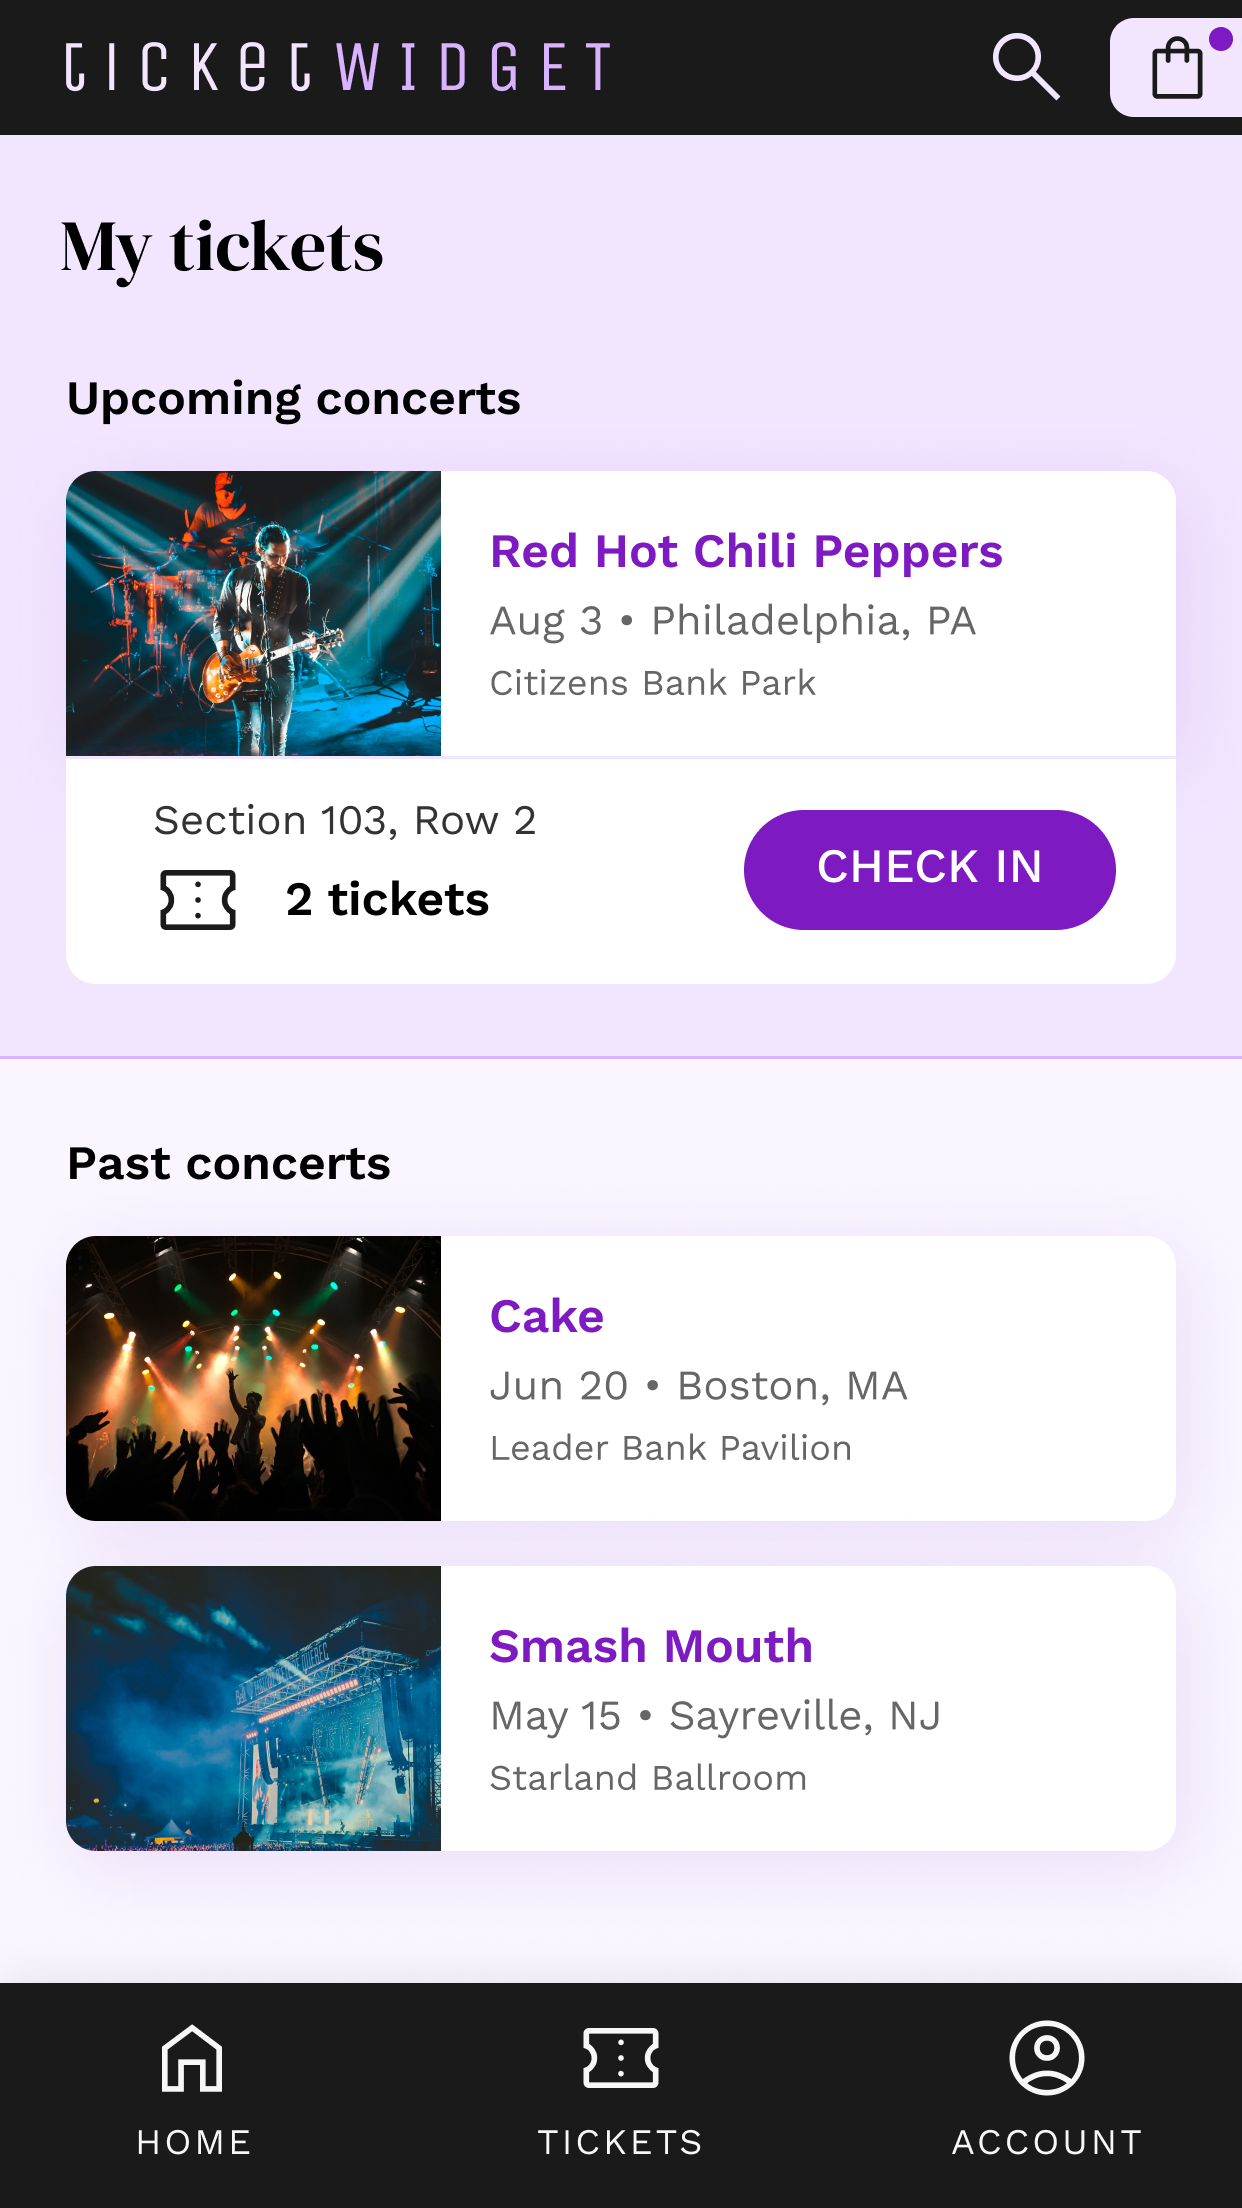 tıcketWIDGET
My tickets
Upcoming concerts
Red Hot Chili Peppers
Aug 3 • Philadelphia, PA
Citizens Bank Park
Section 103, Row 2
2 tickets
CHECK IN
Past concerts
Cake
Jun 20 • Boston, MA
Leader Bank Pavilion
Smash Mouth
May 15 • Sayreville, NJ
Starland Ballroom
HOME
TICKETS
ACCOUNT